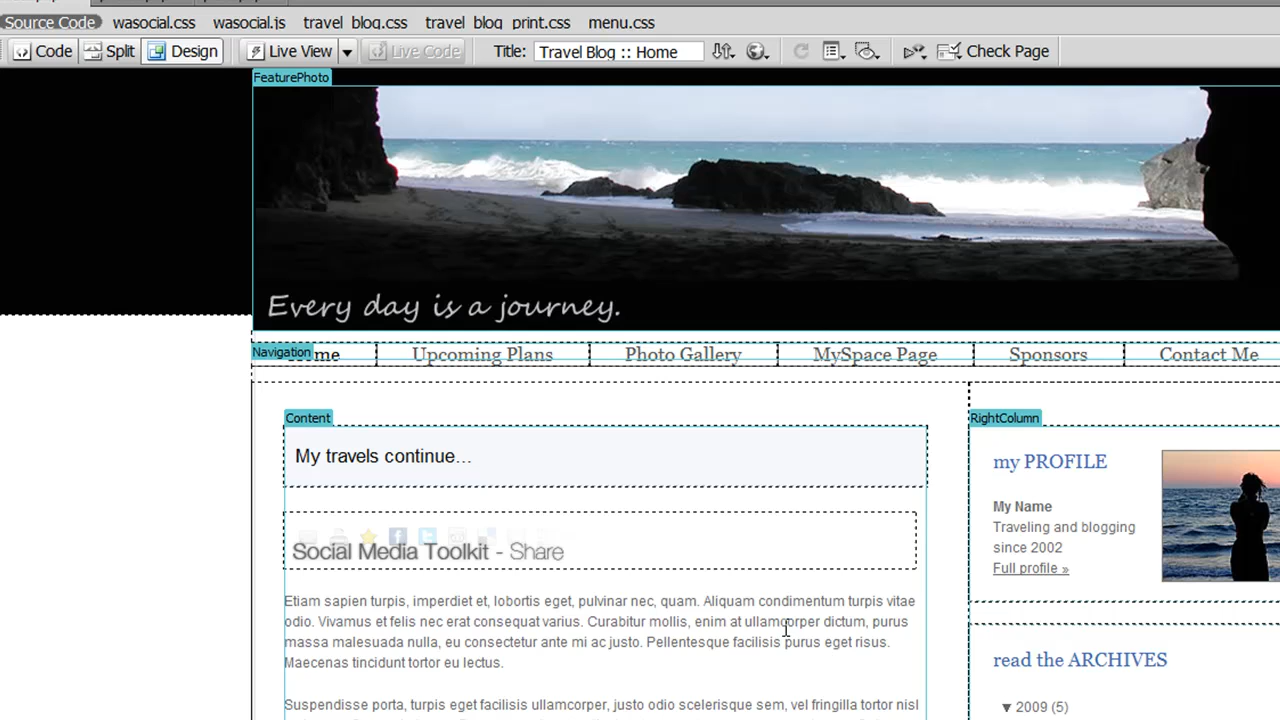 Source Code wasocial.css wasocial.js travel_blog.css travel_blog_print.css menu.css
Code Split Design Live View Live Code Title: Travel Blog :: Home Check Page
FeaturePhoto
Every day is a journey.
Navigation
Home Upcoming Plans Photo Gallery MySpace Page Sponsors Contact Me
Content
RightColumn
My travels continue...
my PROFILE
My Name
Traveling and blogging
since 2002
Full profile »
Social Media Toolkit - Share
Etiam sapien turpis, imperdiet et, lobortis eget, pulvinar nec, quam. Aliquam condimentum turpis vitae
odio. Vivamus et felis nec erat consequat varius. Curabitur mollis, enim at ullamcorper dictum, purus
massa malesuada nulla, eu consectetur ante mi ac justo. Pellentesque facilisis purus eget risus.
Maecenas tincidunt tortor eu lectus.
Suspendisse porta, turpis eget facilisis ullamcorper, justo odio scelerisque sem, vel fringilla tortor nisl
read the ARCHIVES
▼ 2009 (5)